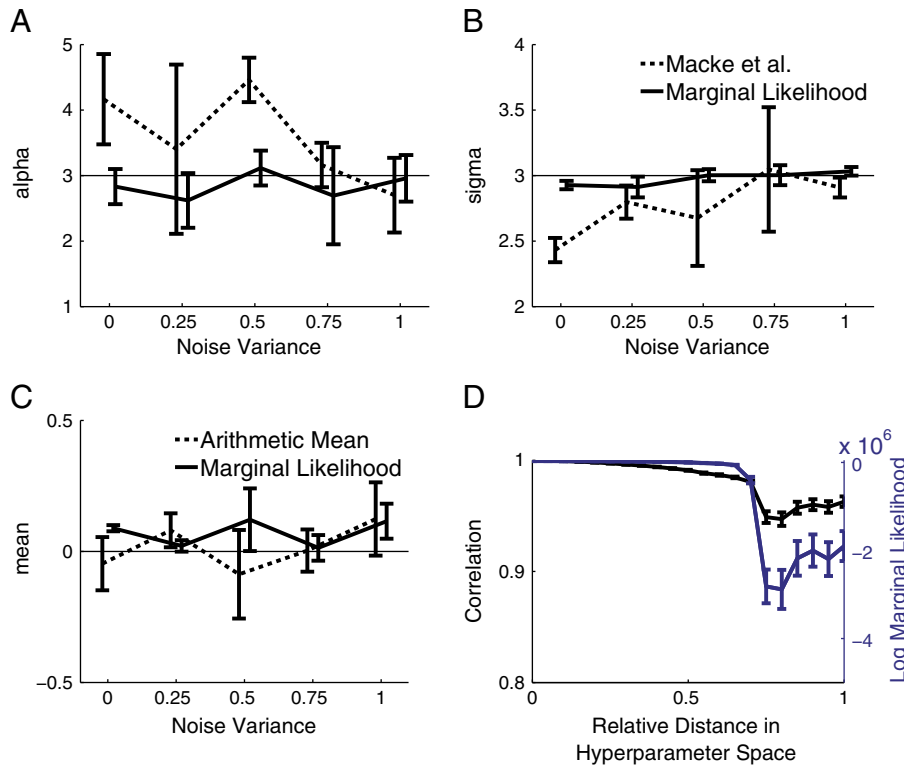 A
5
4
3
2
1
alpha
0 0.25 0.5 0.75 1
Noise Variance
B
4
3.5
3
2.5
2
sigma
Macke et al.
Marginal Likelihood
0 0.25 0.5 0.75 1
Noise Variance
C
0.5
0
−0.5
mean
Arithmetic Mean
Marginal Likelihood
0 0.25 0.5 0.75 1
Noise Variance
D
x 10^6
1
0.9
0.8
Correlation
0
−2
−4
Log Marginal Likelihood
0 0.5 1
Relative Distance in
Hyperparameter Space